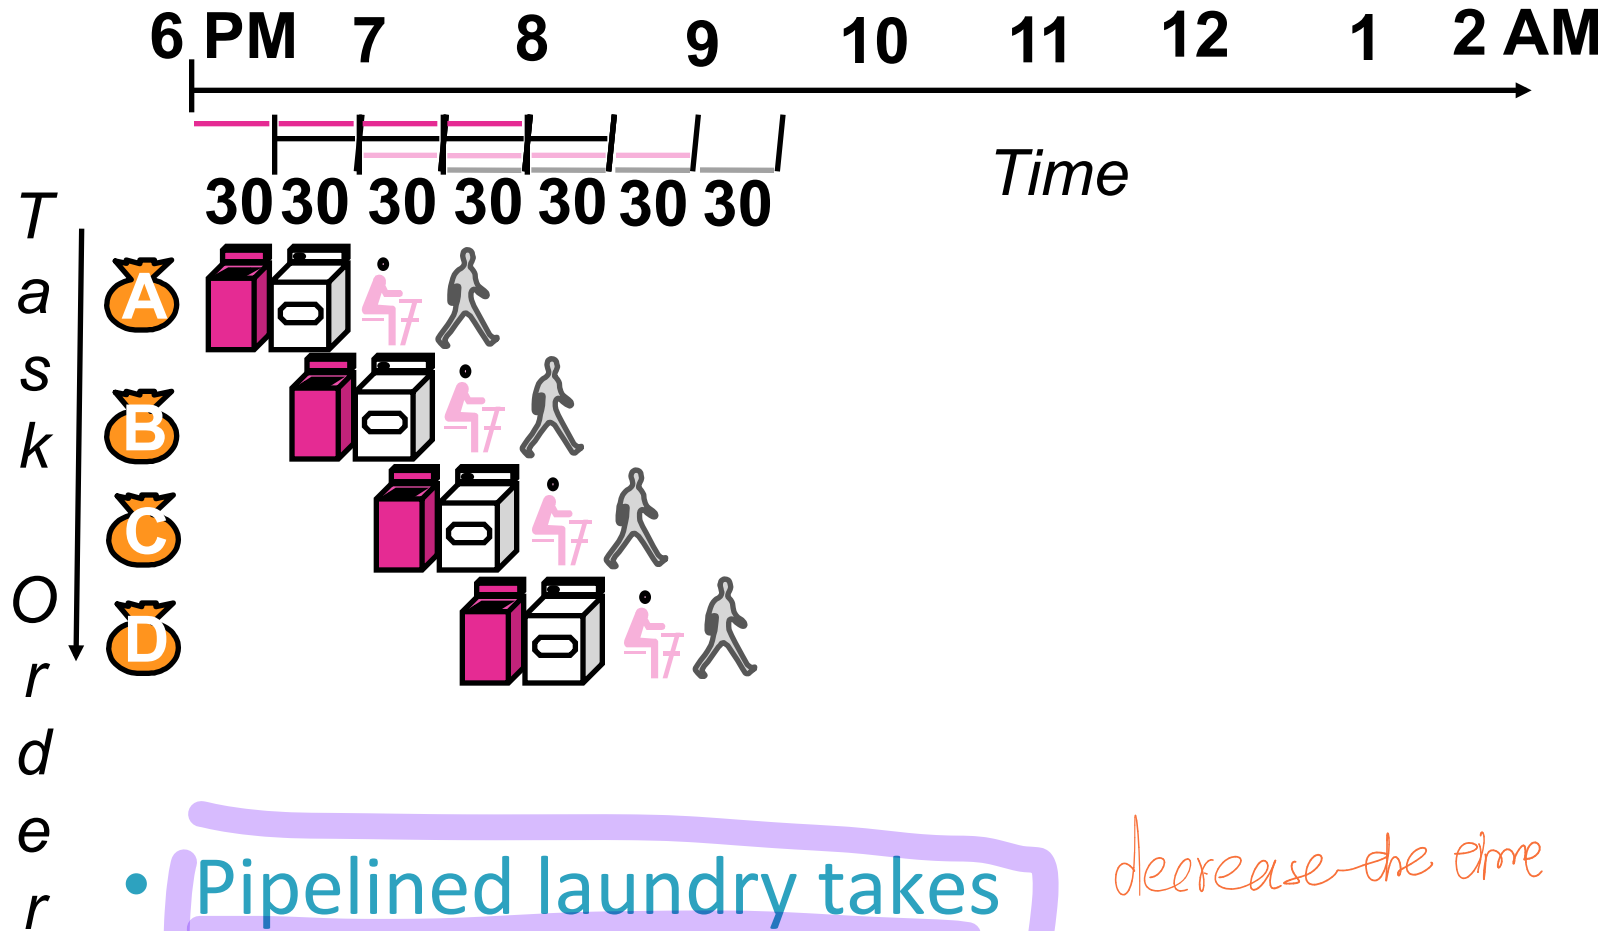 6 PM 7 8 9 10 11 12 1 2 AM
Time
30 30 30 30 30 30 30
Task Order
A
B
C
D
• Pipelined laundry takes
decrease the time